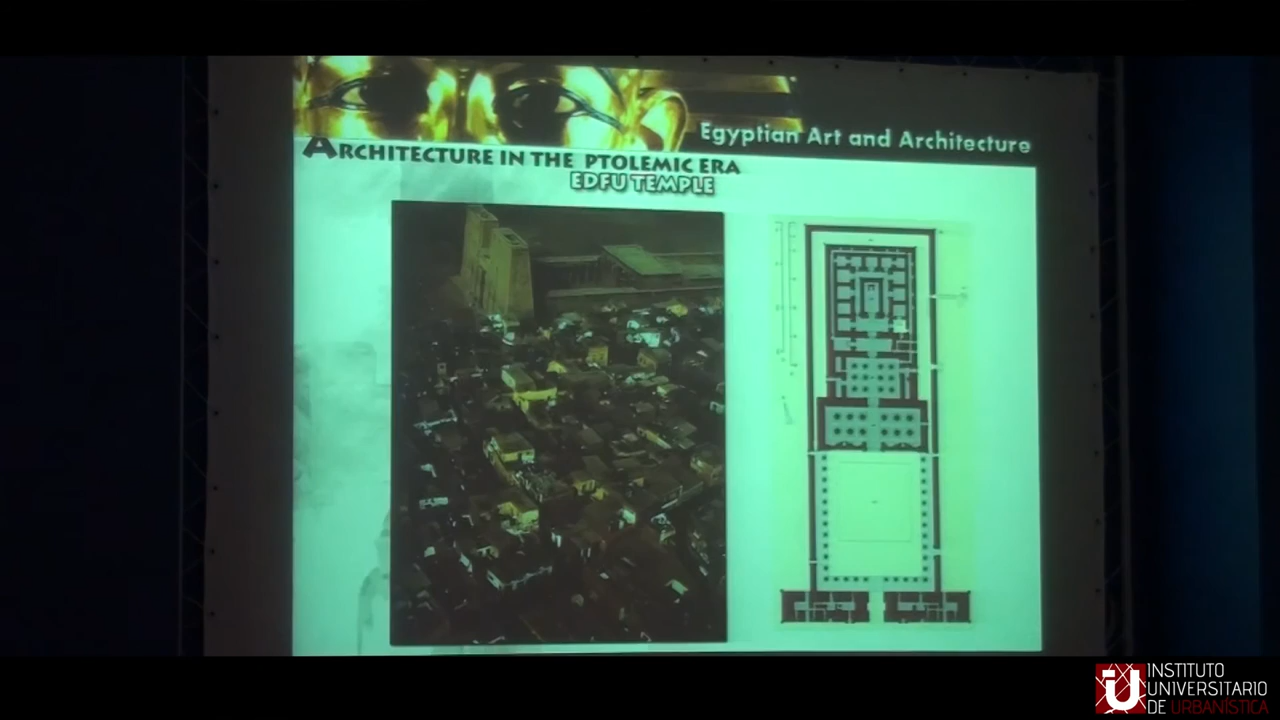 Egyptian Art and Architecture
ARCHITECTURE IN THE PTOLEMIC ERA
EDFU TEMPLE
INSTITUTO
UNIVERSITARIO
DE URBANÍSTICA